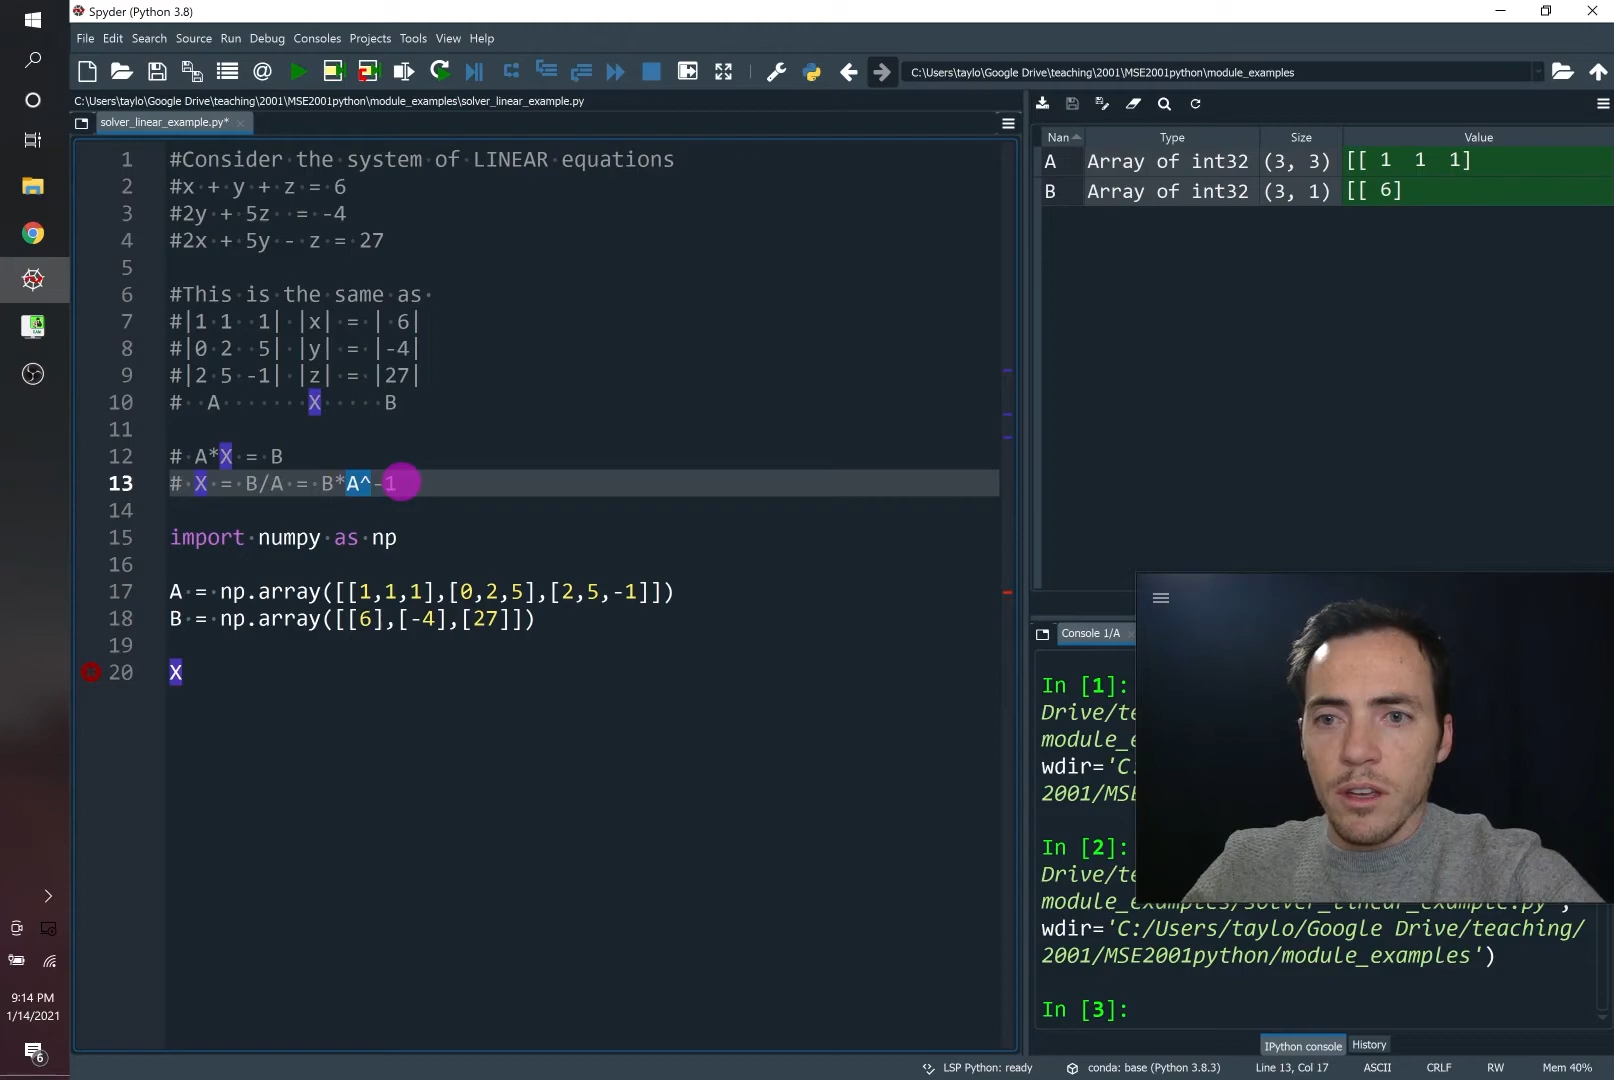 Spyder (Python 3.8)
File Edit Search Source Run Debug Consoles Projects Tools View Help
C:\Users\taylo\Google Drive\teaching\2001\MSE2001python\module_examples
C:\Users\taylo\Google Drive\teaching\2001\MSE2001python\module_examples\solver_linear_example.py
solver_linear_example.py*
1 #Consider the system of LINEAR equations
2 #x + y + z = 6
3 #2y + 5z = -4
4 #2x + 5y - z = 27
5
6 #This is the same as
7 #|1 1 1| |x| = | 6|
8 #|0 2 5| |y| = |-4|
9 #|2 5 -1| |z| = |27|
10 # A X B
11
12 # A*X = B
13 # X = B/A = B*A^-1
14
15 import numpy as np
16
17 A = np.array([[1,1,1],[0,2,5],[2,5,-1]])
18 B = np.array([[6],[-4],[27]])
19
20 X
Nan Type Size Value
A Array of int32 (3, 3) [[ 1 1 1]
B Array of int32 (3, 1) [[ 6]
Console 1/A
In [1]:
Drive/te
module_e
wdir='C:
2001/MSE
In [2]:
Drive/te
module_examples/solver_linear_example.py',
wdir='C:/Users/taylo/Google Drive/teaching/
2001/MSE2001python/module_examples')
In [3]:
IPython console History
LSP Python: ready conda: base (Python 3.8.3) Line 13, Col 17 ASCII CRLF RW Mem 40%
9:14 PM
1/14/2021
6